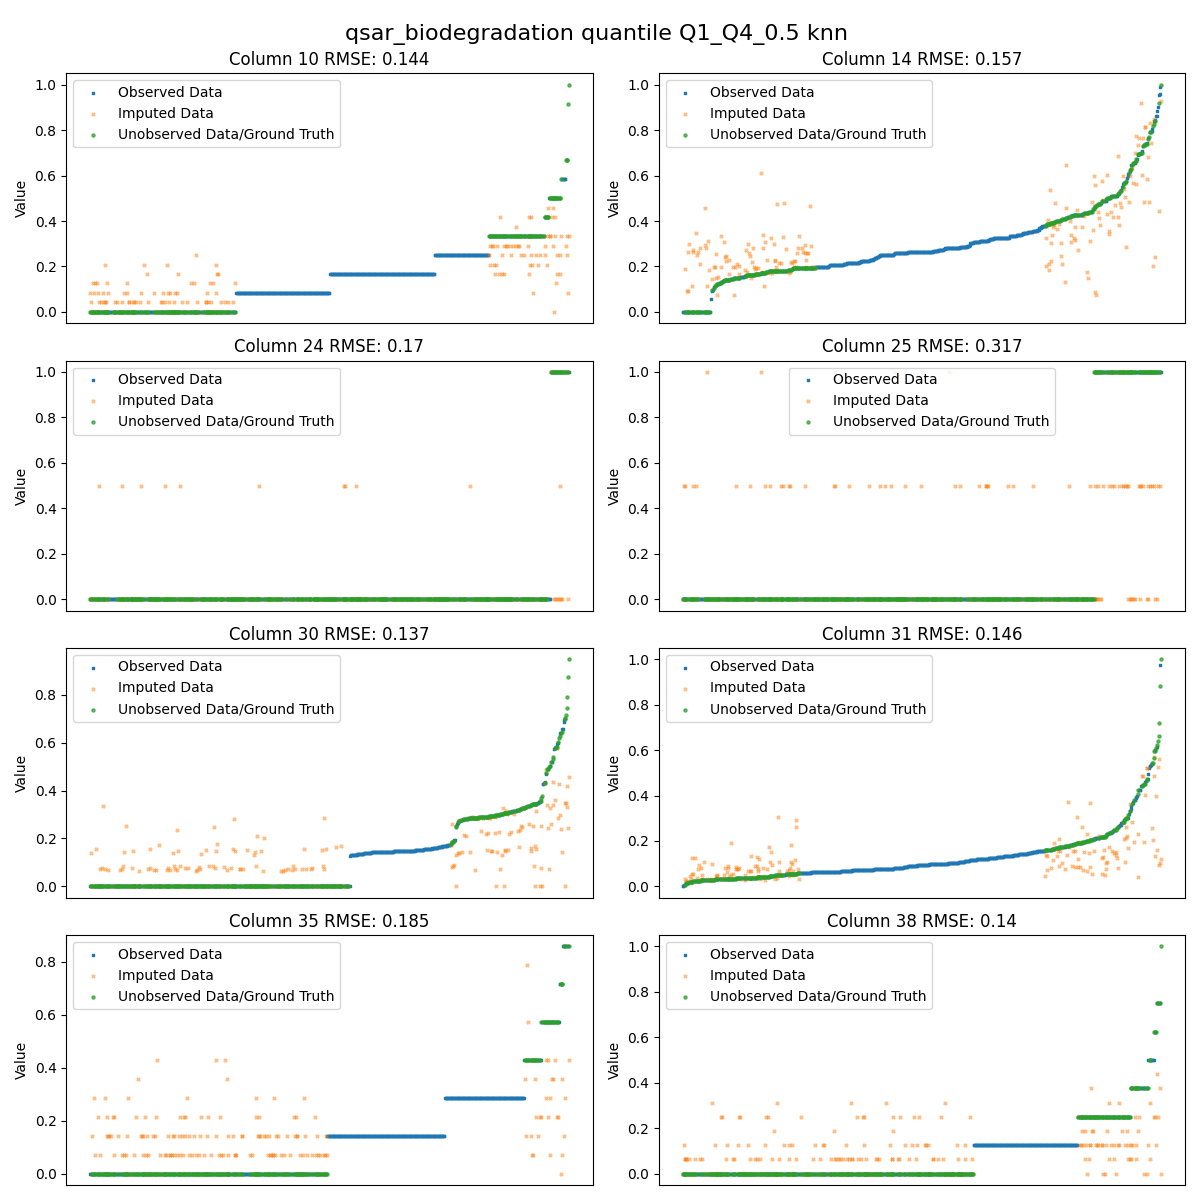 qsar_biodegradation quantile Q1_Q4_0.5 knn
Column 10 RMSE: 0.144
1.0
0.8
0.6
0.4
0.2
0.0
Value
Observed Data
Imputed Data
Unobserved Data/Ground Truth
Column 14 RMSE: 0.157
1.0
0.8
0.6
0.4
0.2
0.0
Value
Observed Data
Imputed Data
Unobserved Data/Ground Truth
Column 24 RMSE: 0.17
1.0
0.8
0.6
0.4
0.2
0.0
Value
Observed Data
Imputed Data
Unobserved Data/Ground Truth
Column 25 RMSE: 0.317
1.0
0.8
0.6
0.4
0.2
0.0
Value
Observed Data
Imputed Data
Unobserved Data/Ground Truth
Column 30 RMSE: 0.137
0.8
0.6
0.4
0.2
0.0
Value
Observed Data
Imputed Data
Unobserved Data/Ground Truth
Column 31 RMSE: 0.146
1.0
0.8
0.6
0.4
0.2
0.0
Value
Observed Data
Imputed Data
Unobserved Data/Ground Truth
Column 35 RMSE: 0.185
0.8
0.6
0.4
0.2
0.0
Value
Observed Data
Imputed Data
Unobserved Data/Ground Truth
Column 38 RMSE: 0.14
1.0
0.8
0.6
0.4
0.2
0.0
Value
Observed Data
Imputed Data
Unobserved Data/Ground Truth